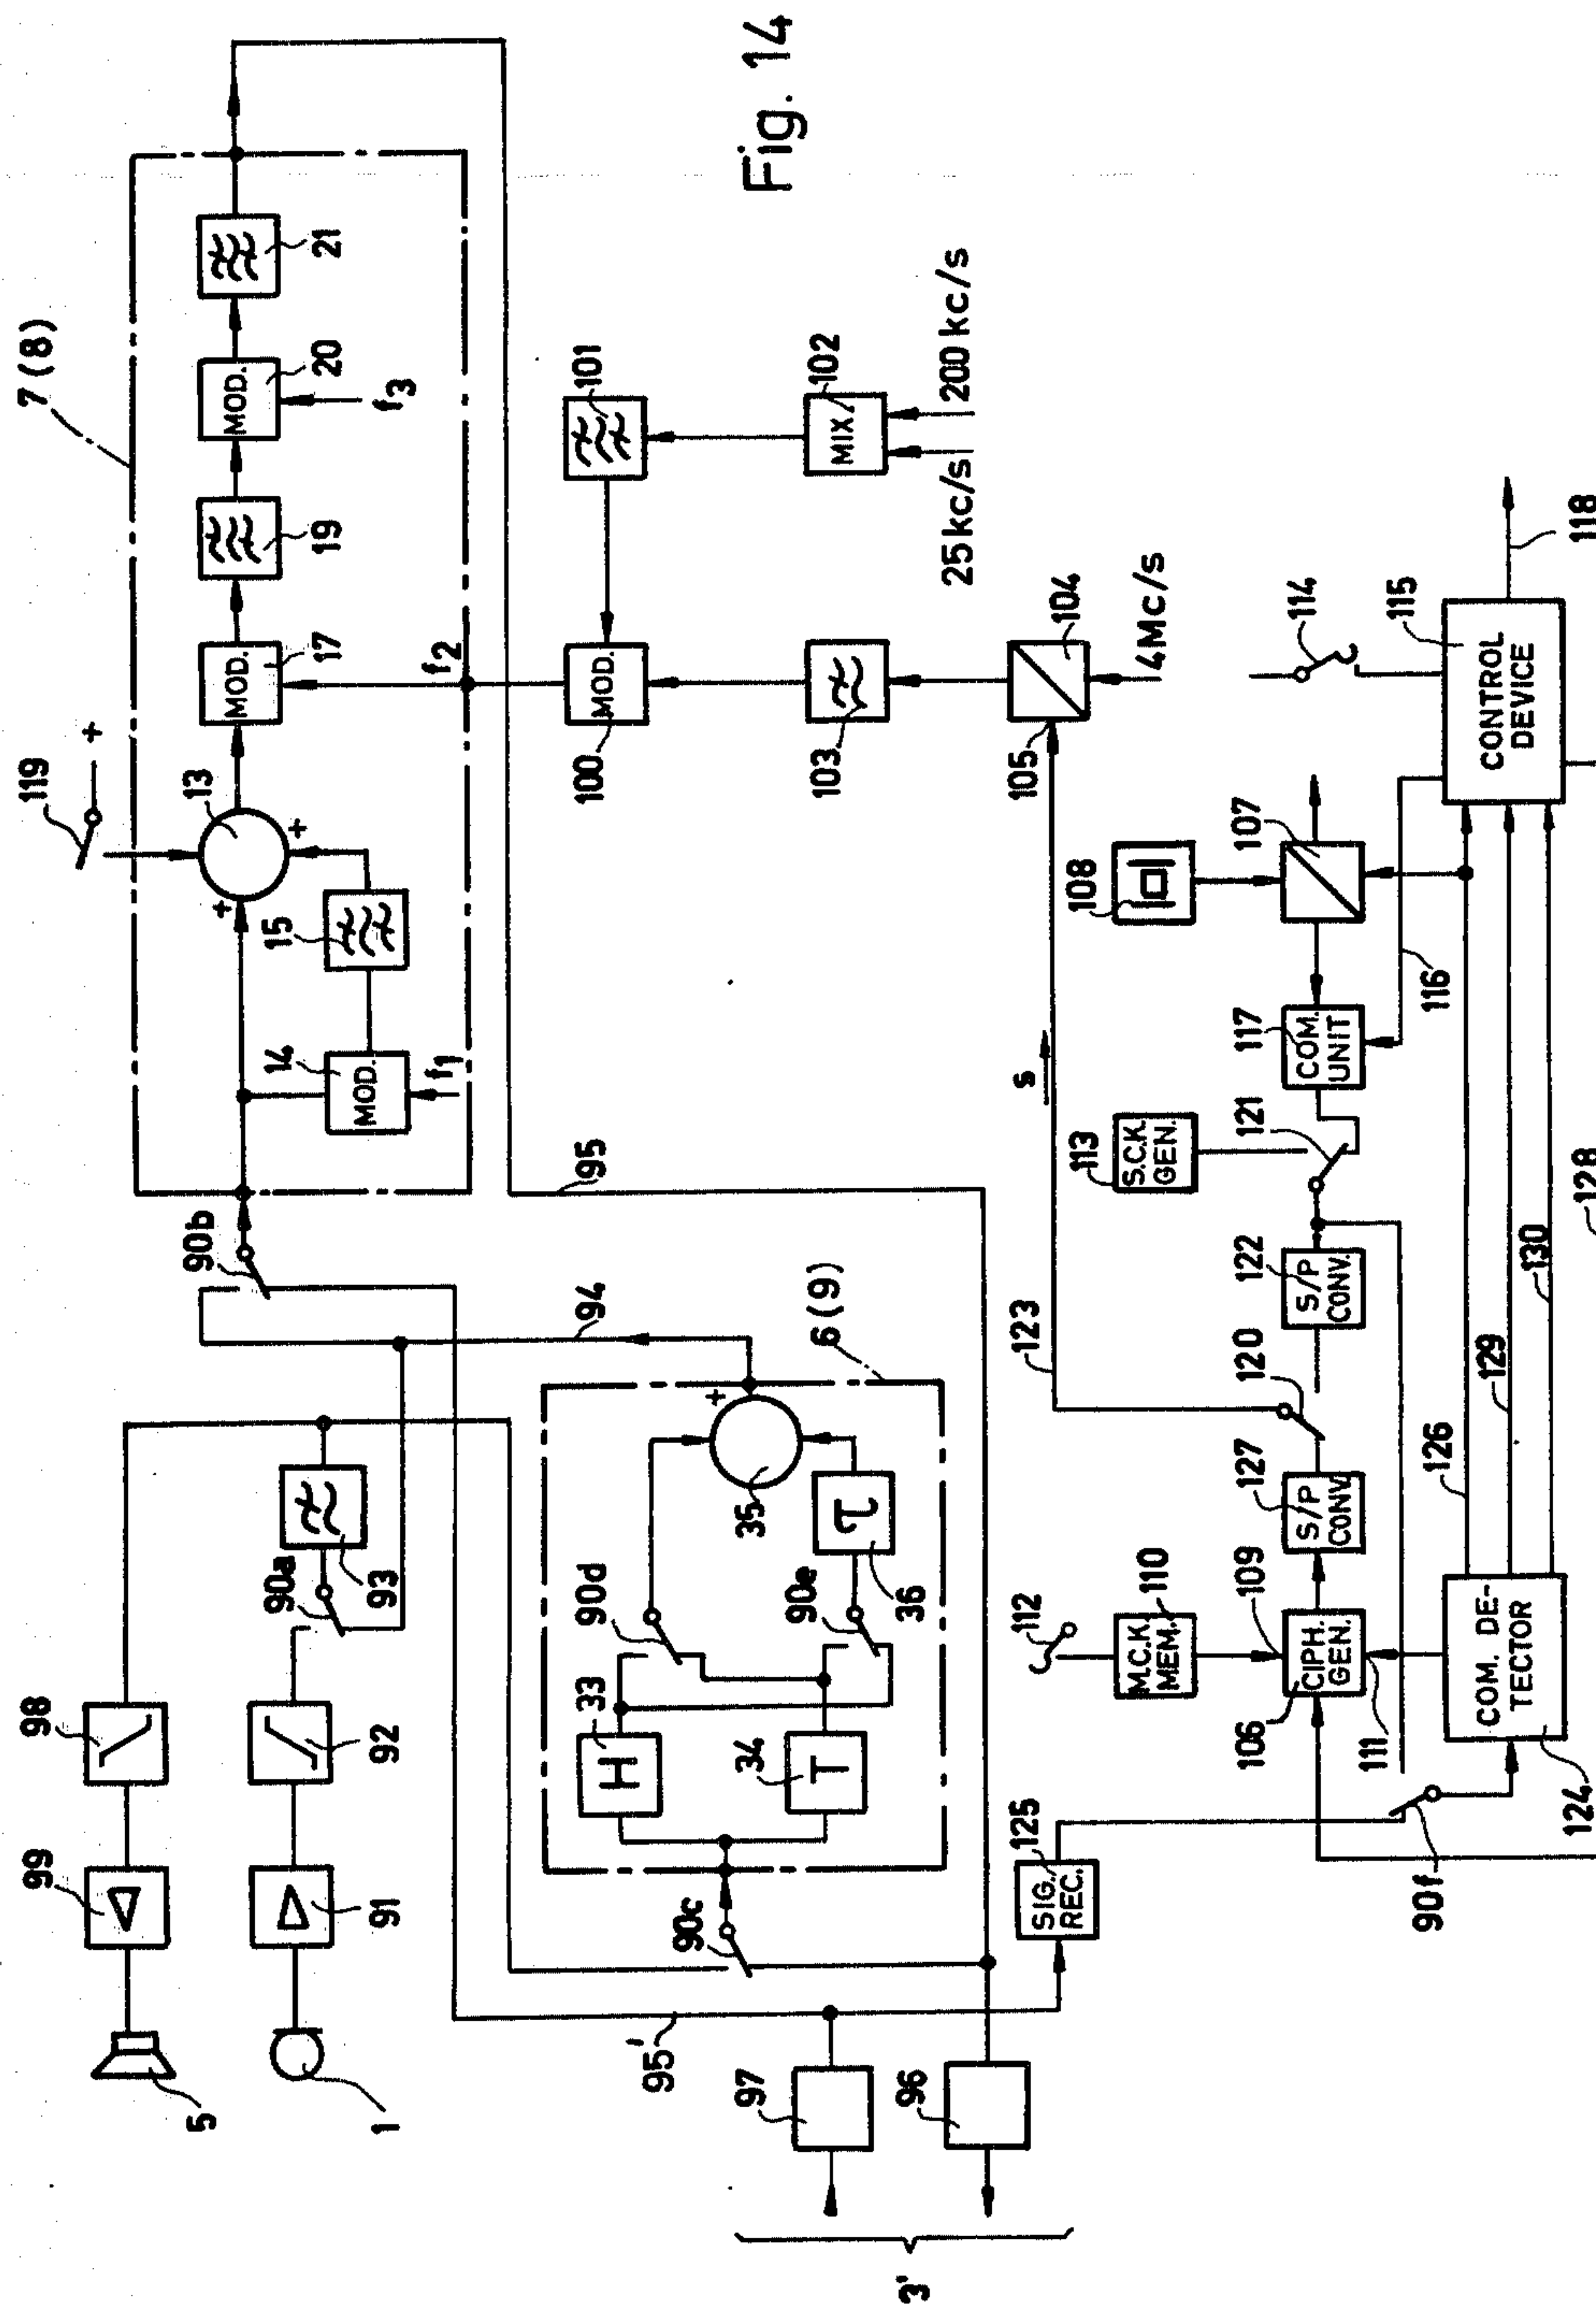 Fig. 14
7 (8)
119
+
13
+
+
15
14
MOD.
f1
MOD.
17
f2
19
MOD.
20
f3
21
90b
95
94
5
99
98
1
91
92
90a
93
101
MIX
102
25kc/s
200 kc/s
MOD.
100
103
105
104
4Mc/s
6 (9)
90c
H
33
T
34
90d
90e
35
+
τ
36
95'
97
96
3'
s
123
SIG.
REC.
125
90f
COM. DE-
TECTOR
124
112
M.C.K.
MEM.
110
109
CIPH.
GEN.
106
111
S/P
CONV.
127
120
S/P
CONV.
122
S.C.K.
GEN.
113
121
COM.
UNIT
117
108
107
116
114
CONTROL
DEVICE
115
118
126
129
130
128